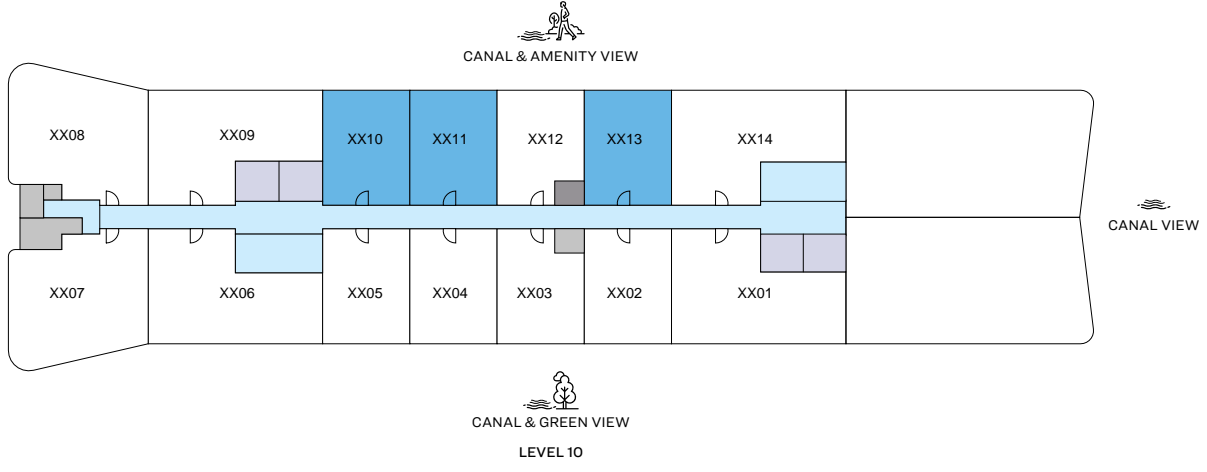 CANAL & AMENITY VIEW
XX08
XX09
XX10
XX11
XX12
XX13
XX14
CANAL VIEW
XX07
XX06
XX05
XX04
XX03
XX02
XX01
CANAL & GREEN VIEW
LEVEL 10